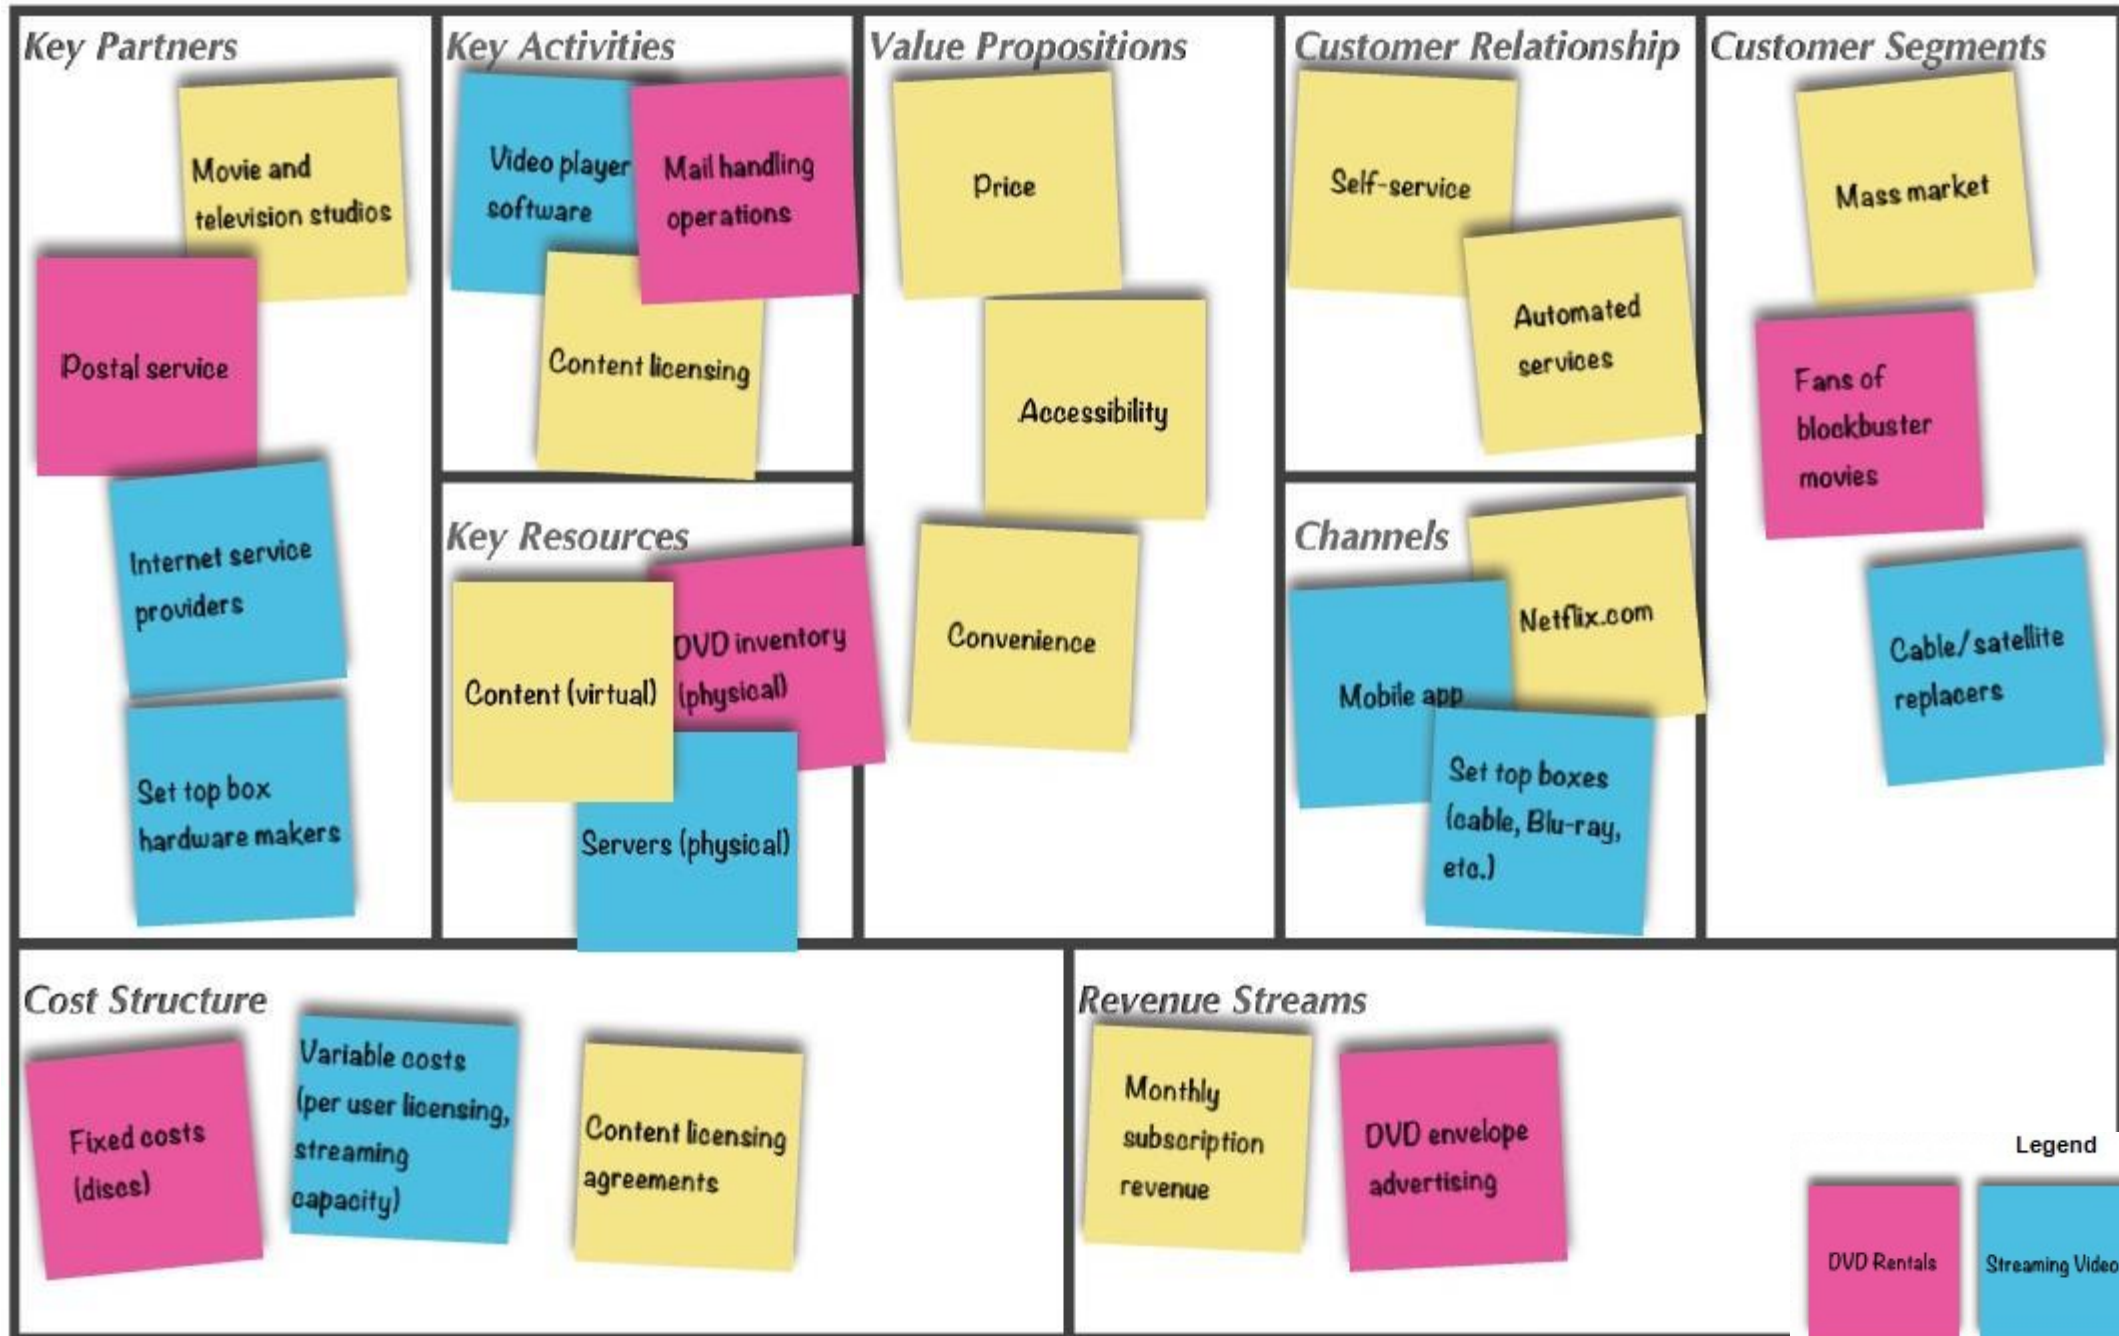 Key Partners
Movie and
television studios
Postal service
Internet service
providers
Set top box
hardware makers
Key Activities
Video player
software
Mail handling
operations
Content licensing
Key Resources
Content (virtual)
DVD inventory
(physical)
Servers (physical)
Value Propositions
Price
Accessibility
Convenience
Customer Relationship
Self-service
Automated
services
Channels
Netflix.com
Mobile app
Set top boxes
(cable, Blu-ray,
etc.)
Customer Segments
Mass market
Fans of
blockbuster
movies
Cable/satellite
replacers
Cost Structure
Fixed costs
(discs)
Variable costs
(per user licensing,
streaming
capacity)
Content licensing
agreements
Revenue Streams
Monthly
subscription
revenue
DVD envelope
advertising
Legend
DVD Rentals
Streaming Video